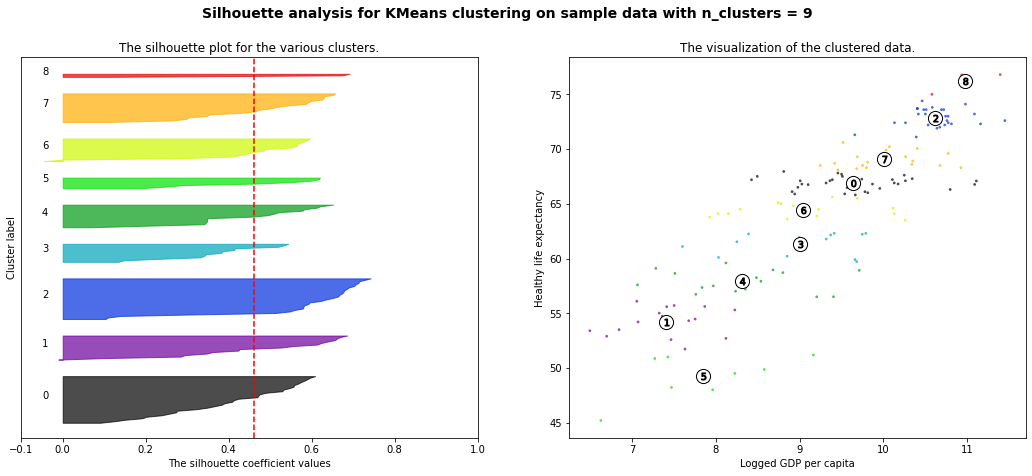 Silhouette analysis for KMeans clustering on sample data with n_clusters = 9
The silhouette plot for the various clusters.
Cluster label
8
7
6
5
4
3
2
1
0
−0.1 0.0 0.2 0.4 0.6 0.8 1.0
The silhouette coefficient values
The visualization of the clustered data.
Healthy life expectancy
75
70
65
60
55
50
45
8
2
7
0
6
3
4
1
5
7 8 9 10 11
Logged GDP per capita